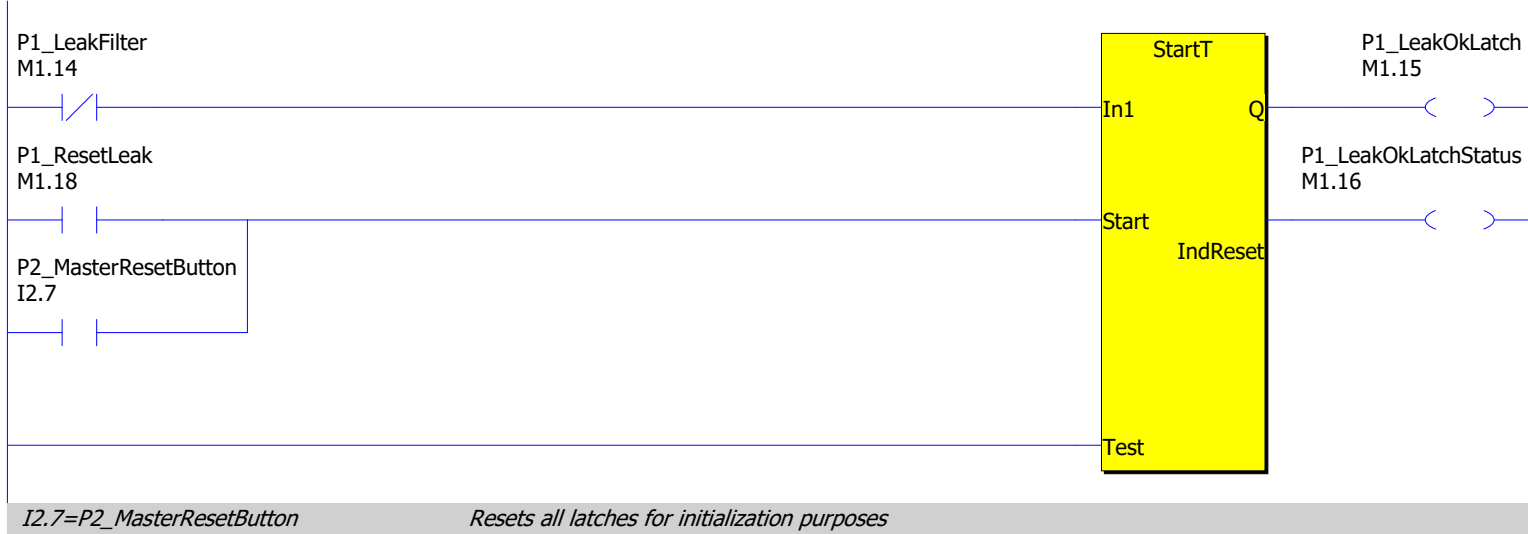 P1_LeakFilter
M1.14
StartT
P1_LeakOkLatch
M1.15
In1
Q
P1_ResetLeak
M1.18
P1_LeakOkLatchStatus
M1.16
Start
IndReset
P2_MasterResetButton
I2.7
Test
I2.7=P2_MasterResetButton Resets all latches for initialization purposes